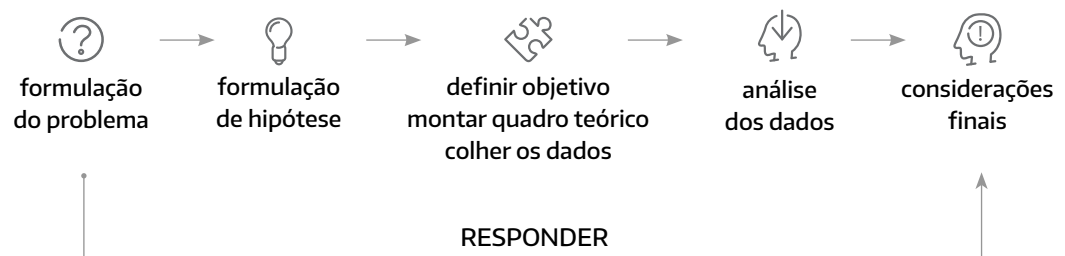 formulação
do problema
formulação
de hipótese
definir objetivo
montar quadro teórico
colher os dados
análise
dos dados
considerações
finais
RESPONDER